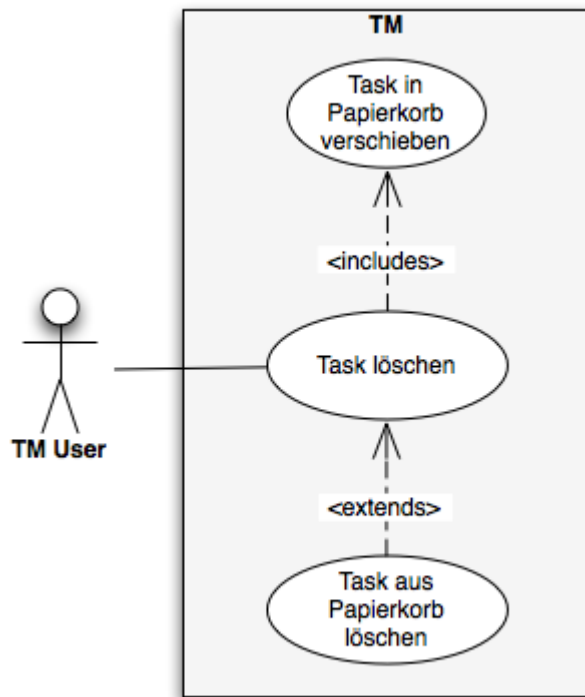 TM
Task in
Papierkorb
verschieben
<includes>
Task löschen
TM User
<extends>
Task aus
Papierkorb
löschen